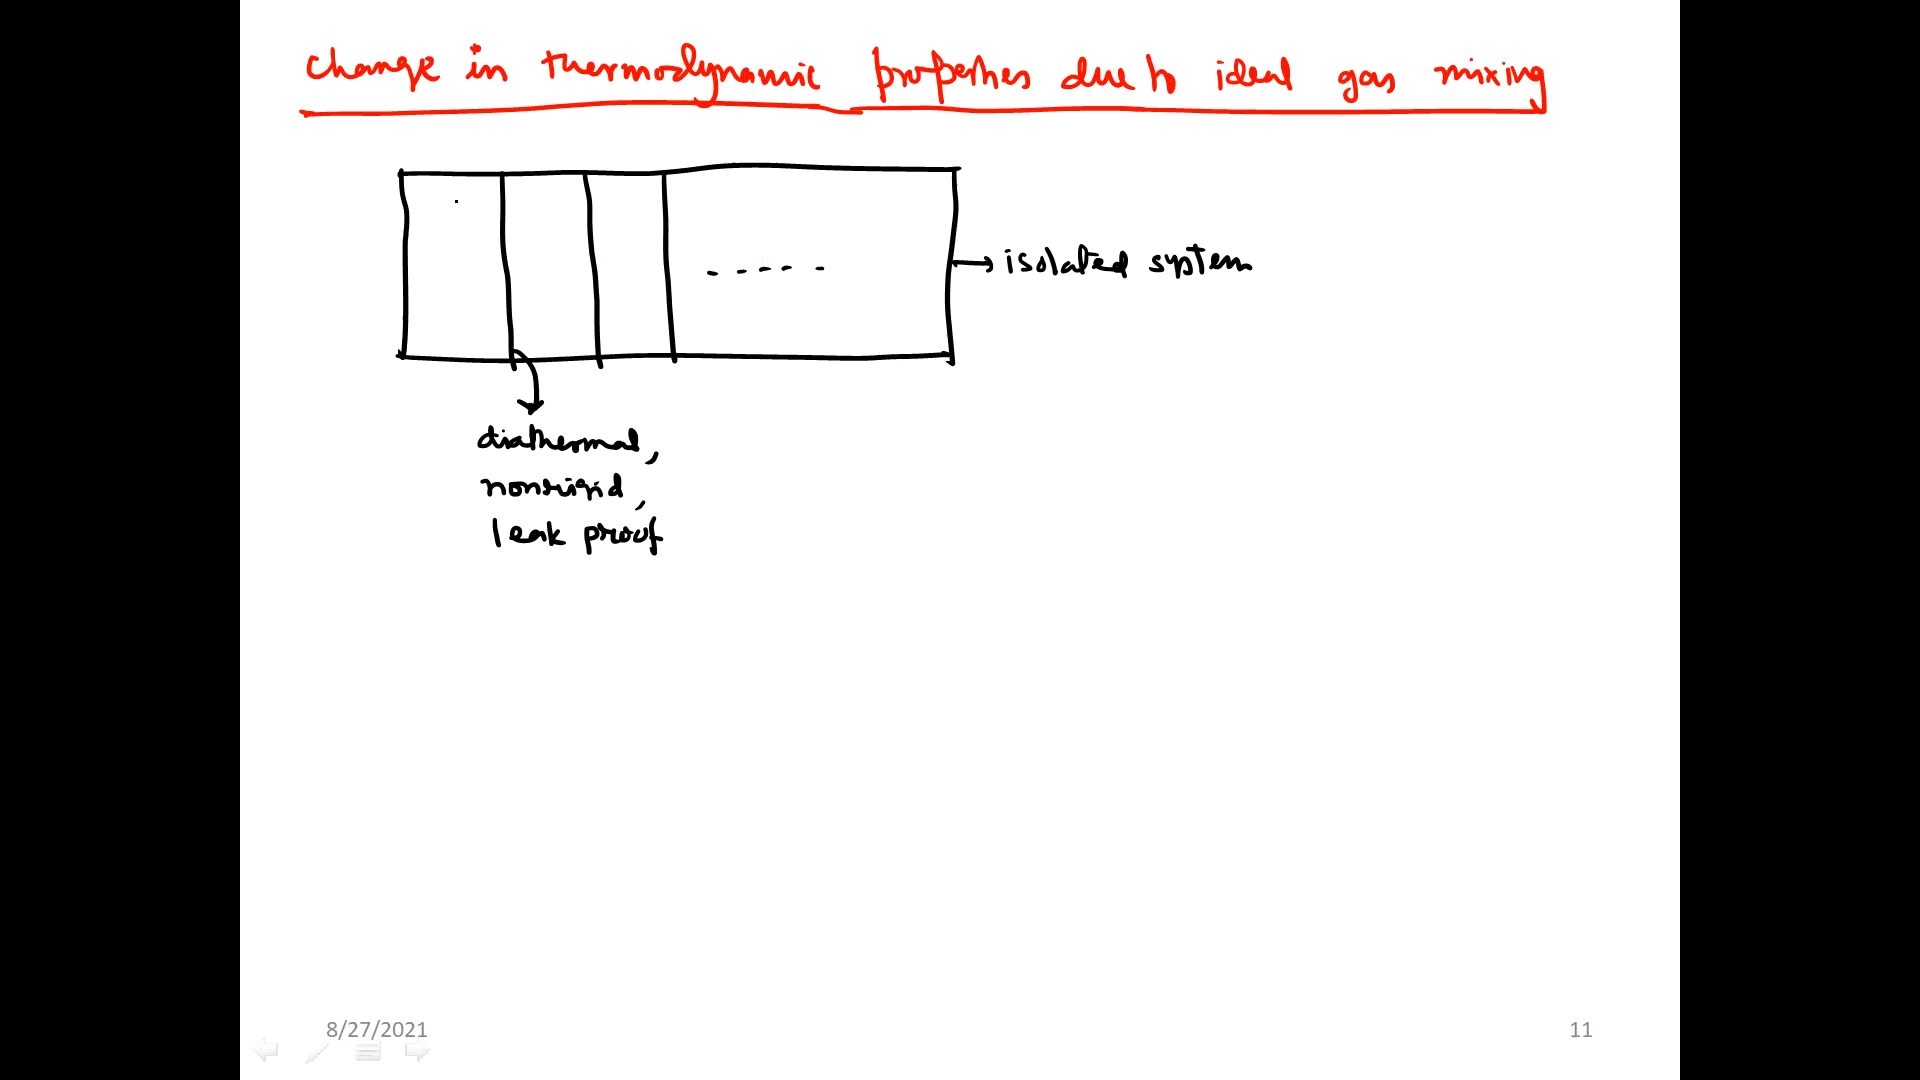 Change in thermodynamic properties due to ideal gas mixing
isolated system
diathermal,
nonrigid,
leak proof
8/27/2021
11